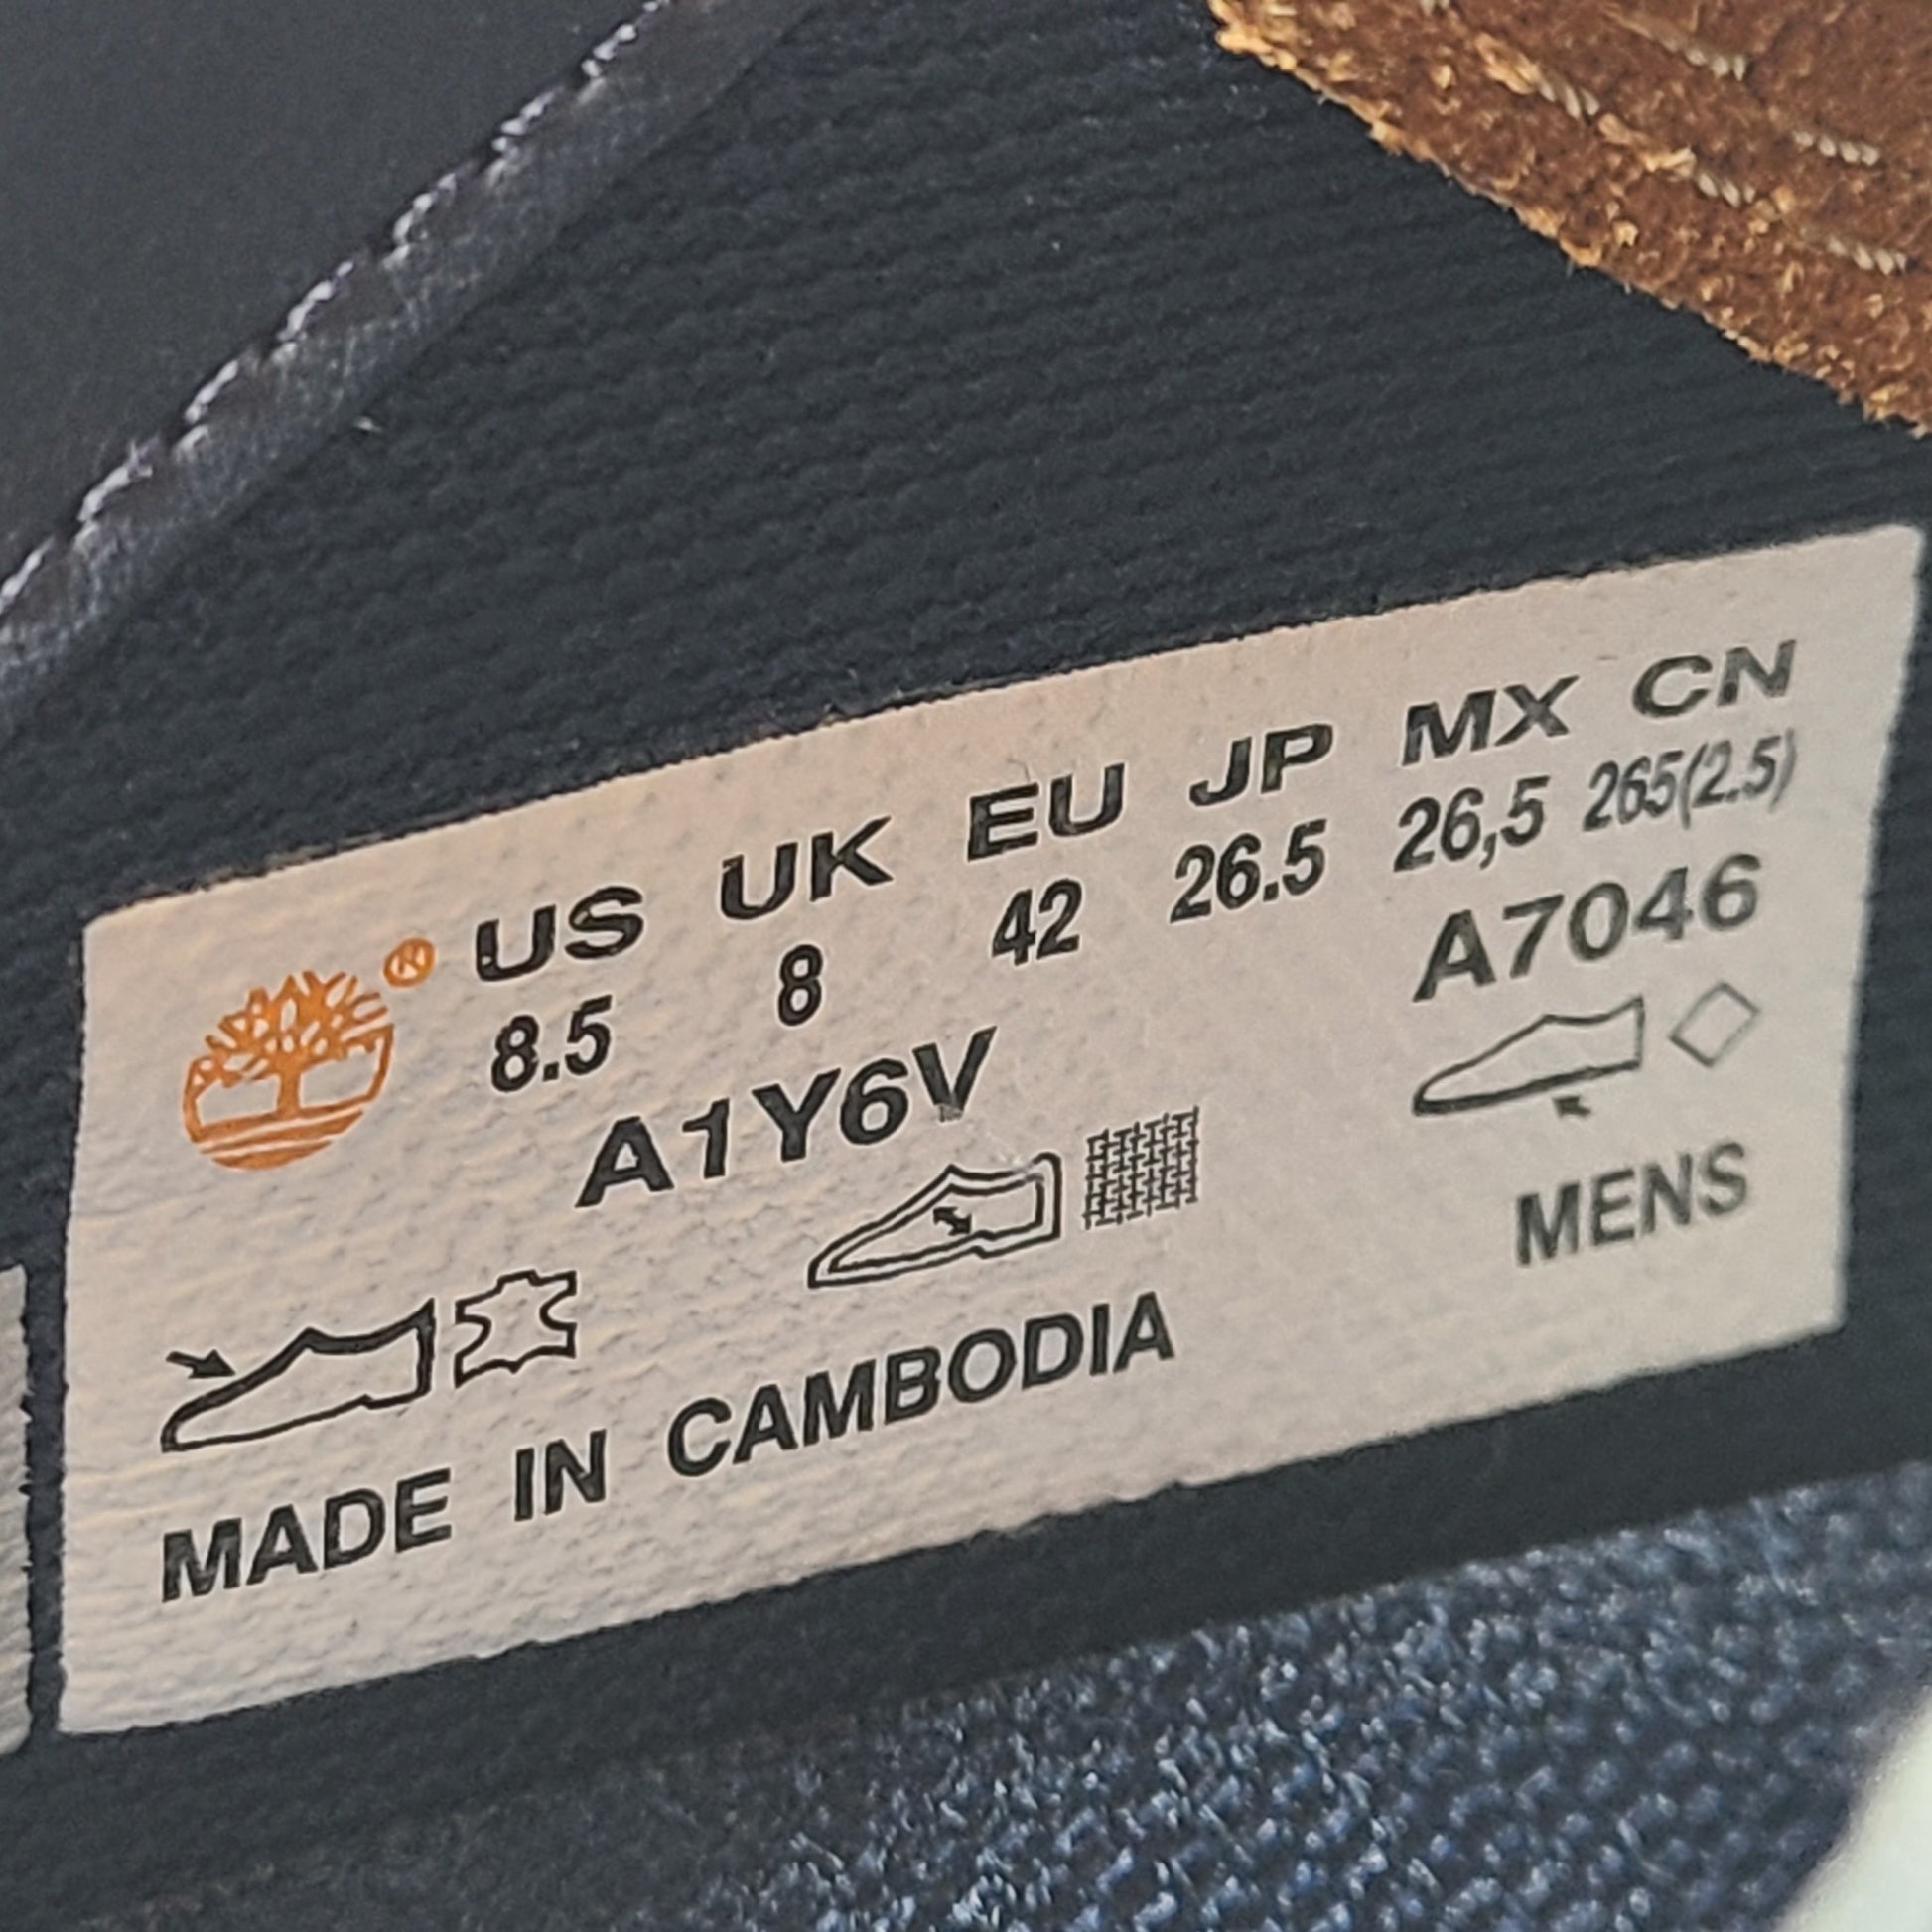 ® US UK EU JP MX CN
8.5 8 42 26.5 26,5 265(2.5)
A1Y6V A7046
MENS
MADE IN CAMBODIA